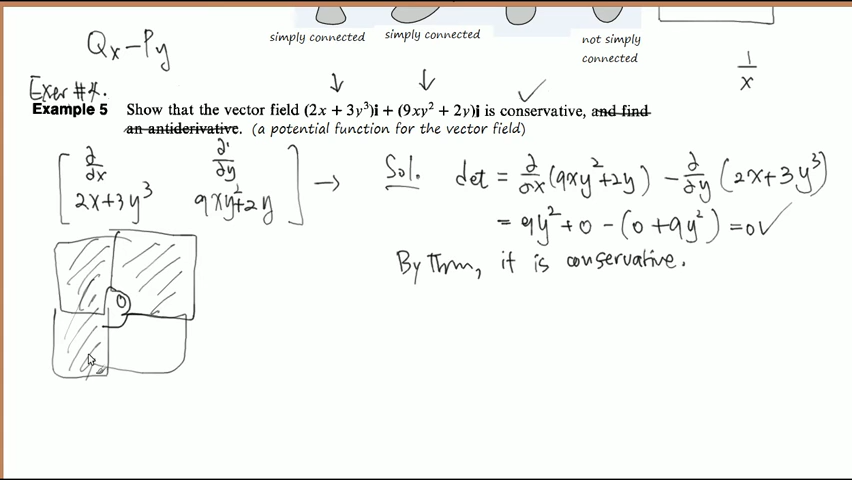 simply connected
simply connected
not simply
connected
Qx - Py
1/x
Exer #4.
Example 5 Show that the vector field (2x + 3y³)i + (9xy² + 2y)j is conservative, and find
an antiderivative. (a potential function for the vector field)
[ ∂/∂x ∂/∂y
2x+3y³ 9xy²+2y ] →
Sol. det = ∂/∂x (9xy²+2y) - ∂/∂y (2x+3y³)
= 9y²+0 - (0+9y²) = 0 ✓
By Thm, it is conservative.